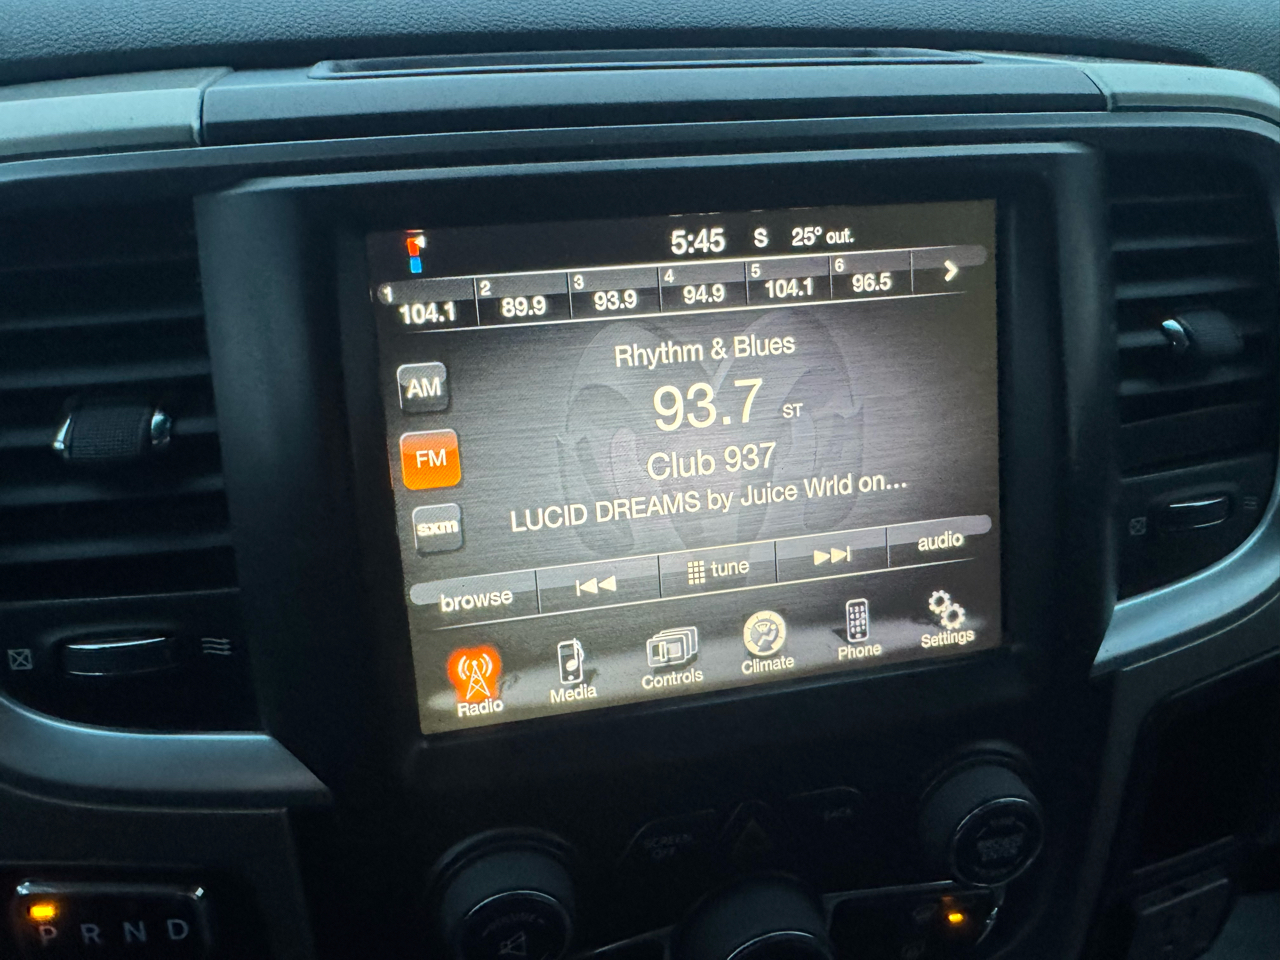 5:45 S 25° out.
1 2 3 4 5 6
104.1 89.9 93.9 94.9 104.1 96.5
Rhythm & Blues
AM
93.7 ST
FM
Club 937
LUCID DREAMS by Juice Wrld on...
sxm
browse tune audio
Radio Media Controls Climate Phone Settings
SCREEN
OFF
P R N D